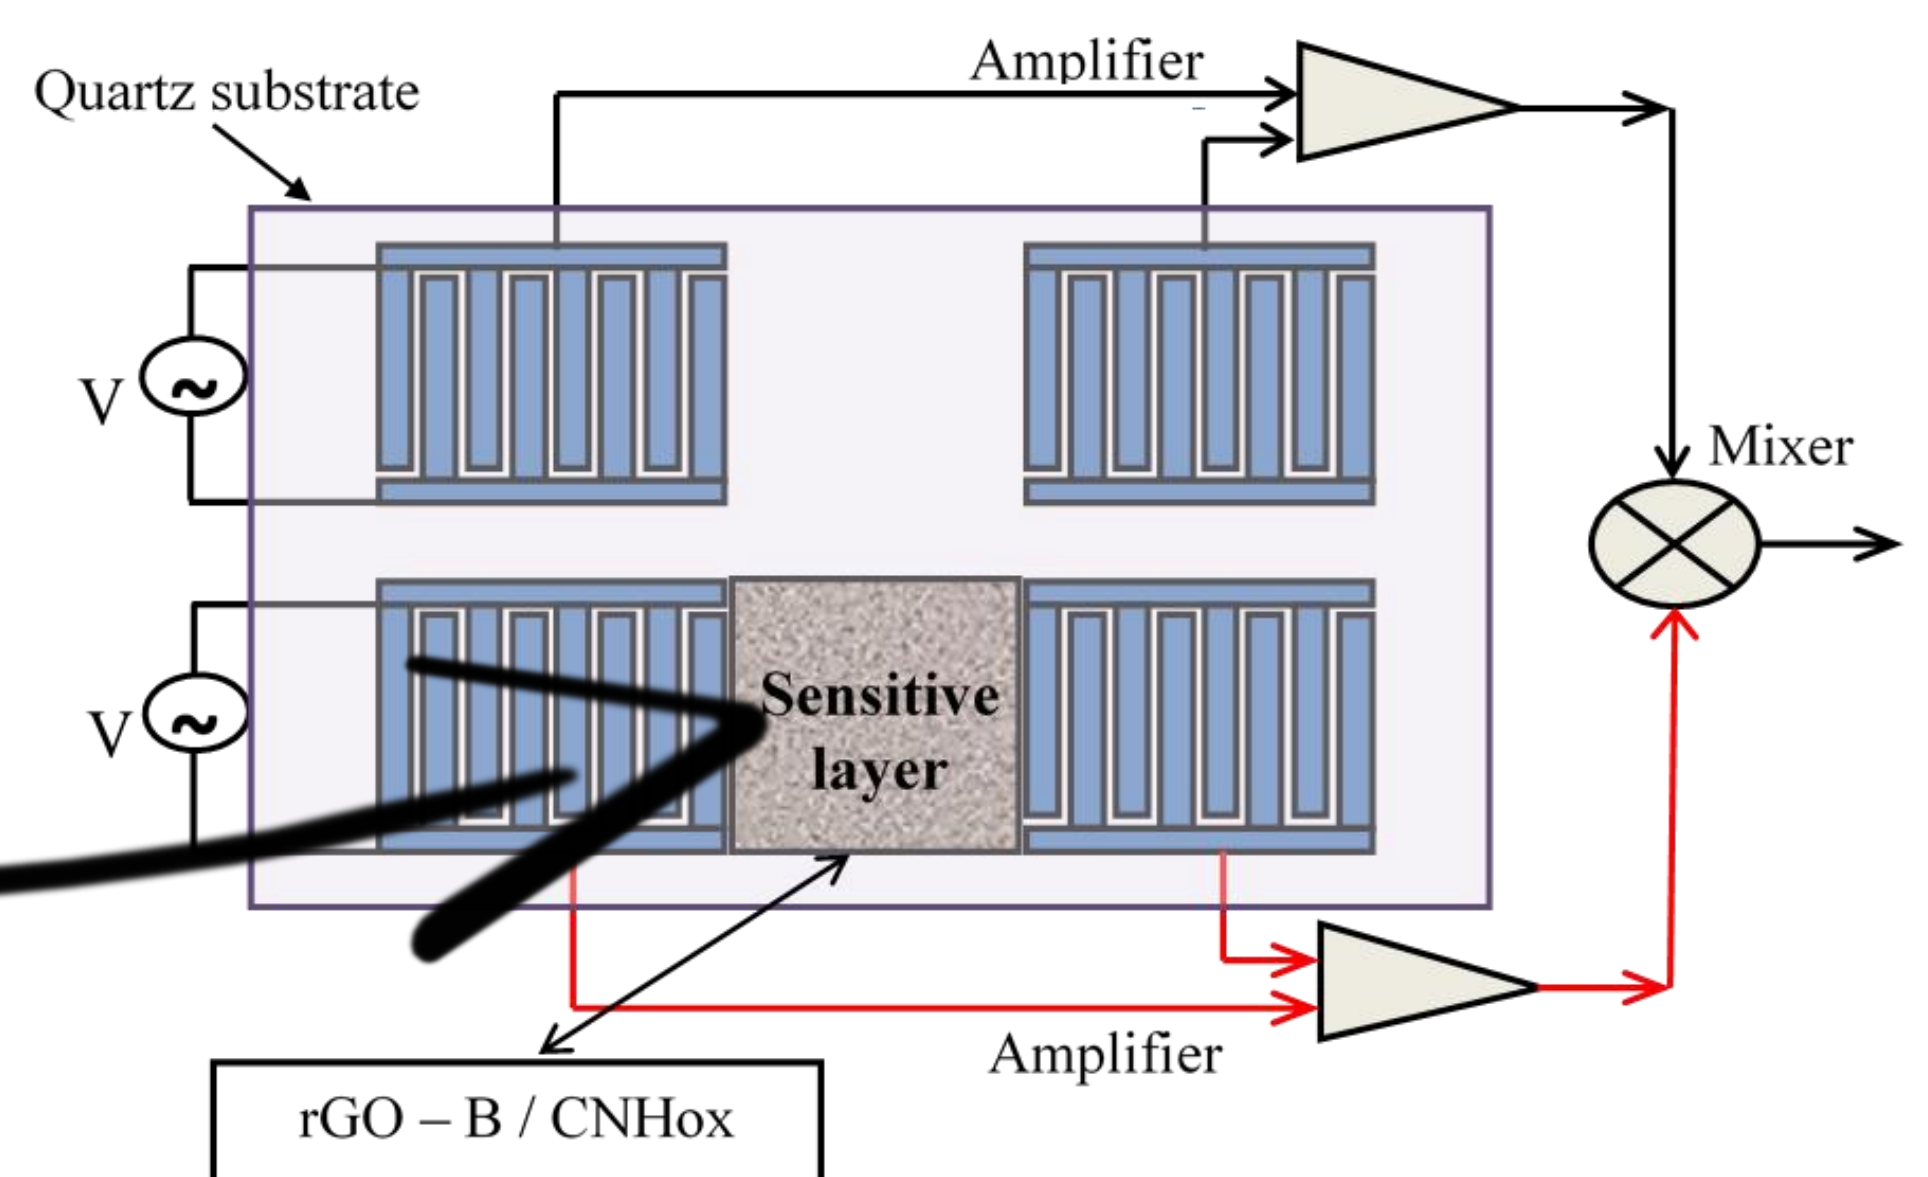 Amplifier
Quartz substrate
V
Mixer
V
Sensitive
layer
Amplifier
rGO – B / CNHox